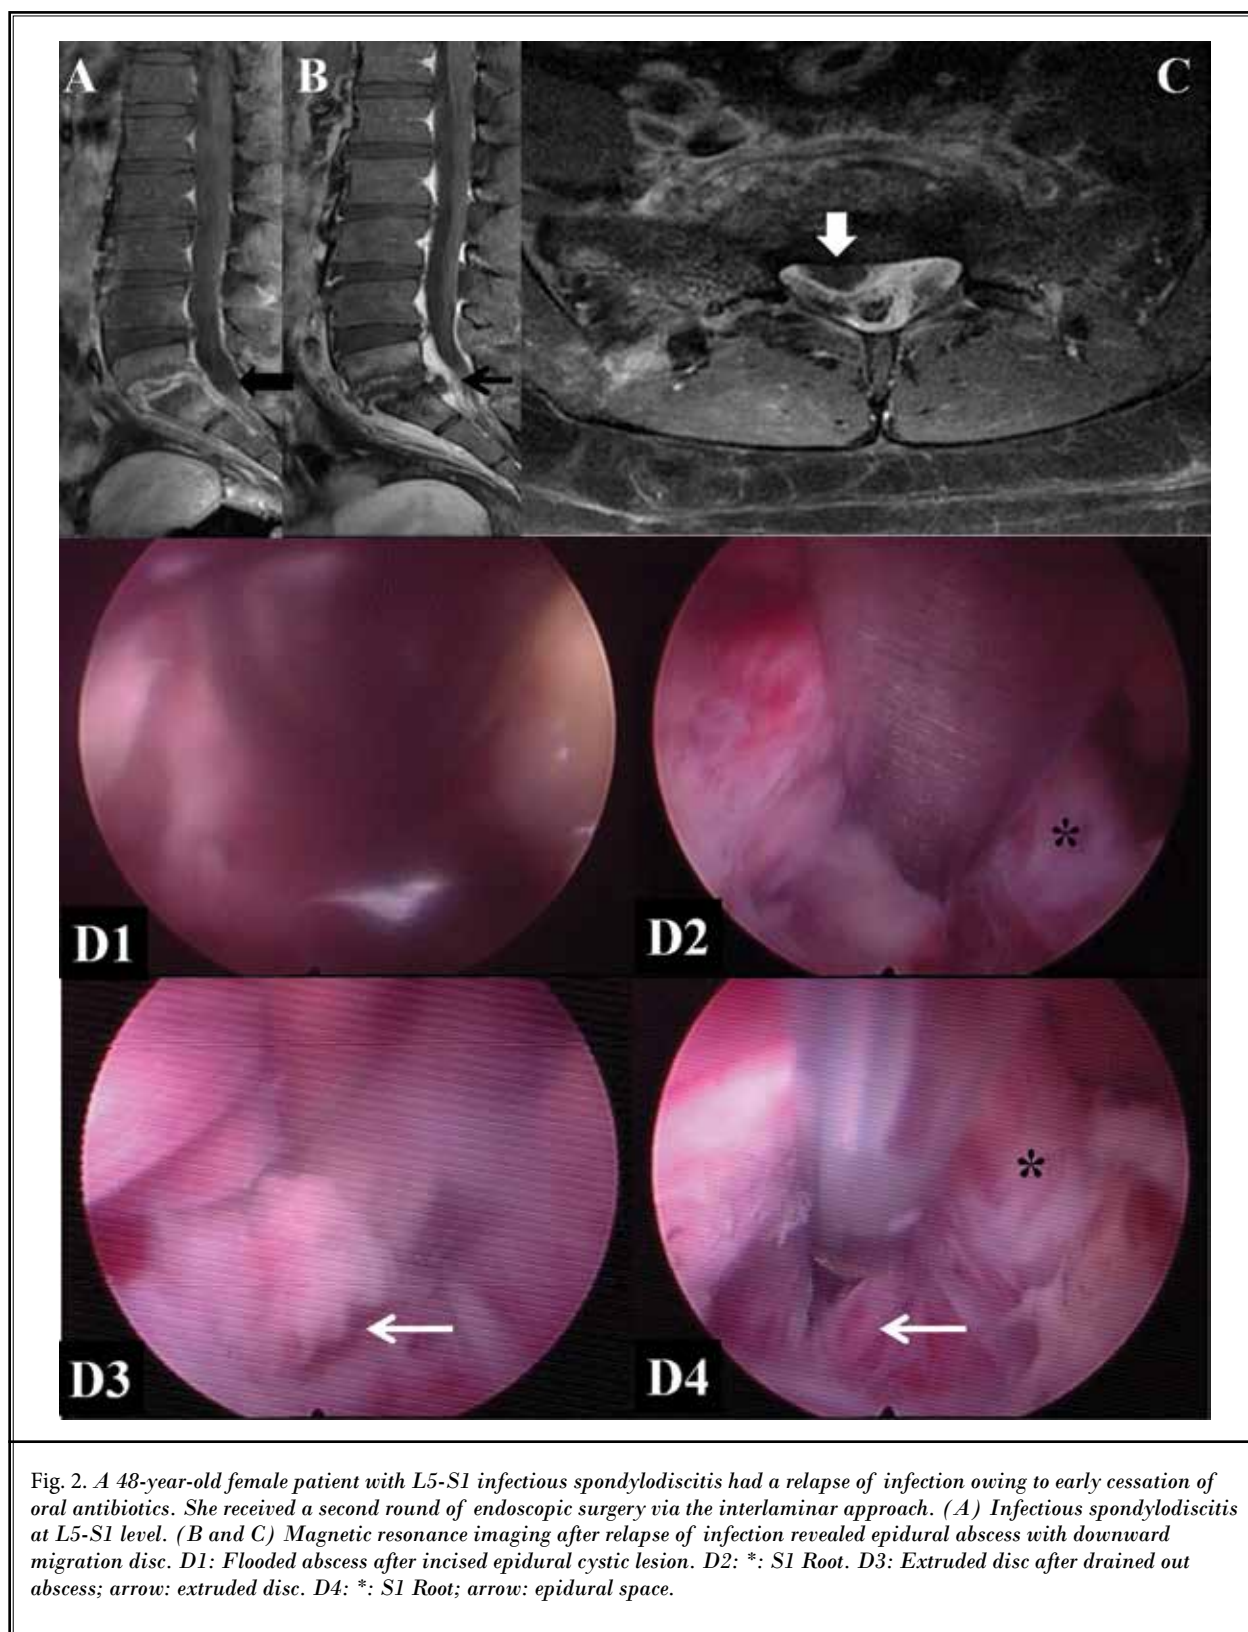 A
B
C
D1
D2
*
D3
D4
*
Fig. 2. A 48-year-old female patient with L5-S1 infectious spondylodiscitis had a relapse of infection owing to early cessation of
oral antibiotics. She received a second round of endoscopic surgery via the interlaminar approach. (A) Infectious spondylodiscitis
at L5-S1 level. (B and C) Magnetic resonance imaging after relapse of infection revealed epidural abscess with downward
migration disc. D1: Flooded abscess after incised epidural cystic lesion. D2: *: S1 Root. D3: Extruded disc after drained out
abscess; arrow: extruded disc. D4: *: S1 Root; arrow: epidural space.